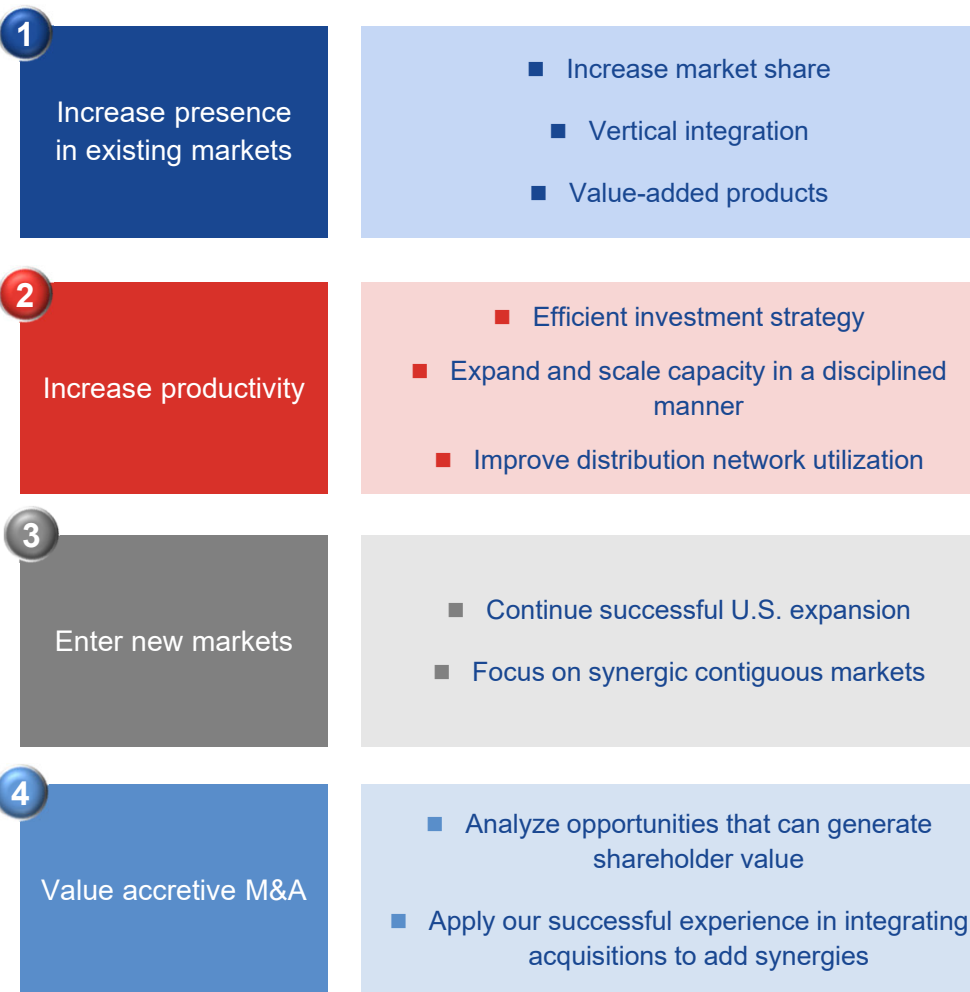 1
Increase presence
in existing markets
■ Increase market share
■ Vertical integration
■ Value-added products
2
Increase productivity
■ Efficient investment strategy
■ Expand and scale capacity in a disciplined
manner
■ Improve distribution network utilization
3
Enter new markets
■ Continue successful U.S. expansion
■ Focus on synergic contiguous markets
4
Value accretive M&A
■ Analyze opportunities that can generate
shareholder value
■ Apply our successful experience in integrating
acquisitions to add synergies